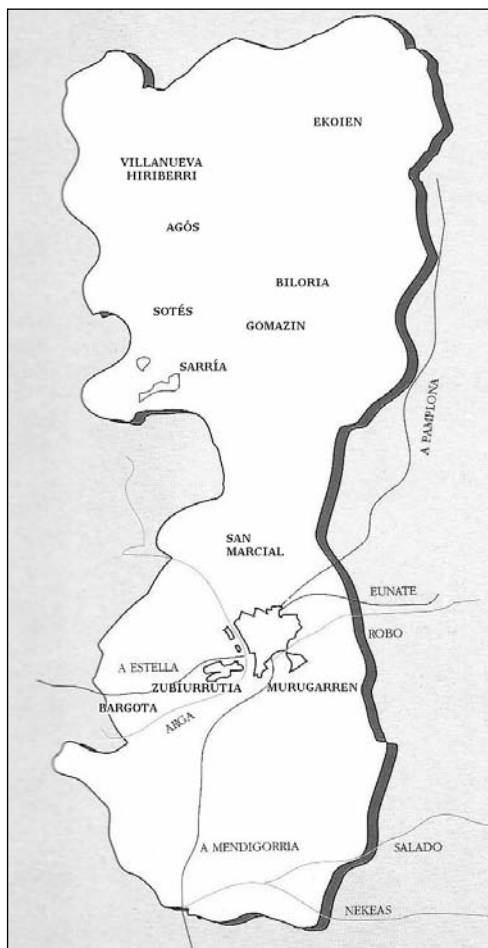 EKOIEN
VILLANUEVA
HIRIBERRI
AGÓS
BILORIA
SOTÉS
GOMAZIN
SARRÍA
A PAMPLONA
SAN
MARCIAL
EUNATE
ROBO
A ESTELLA
ZUBIURRUTIA
MURUGARREN
BARGOTA
ARGA
A MENDIGORRIA
SALADO
NEKEAS